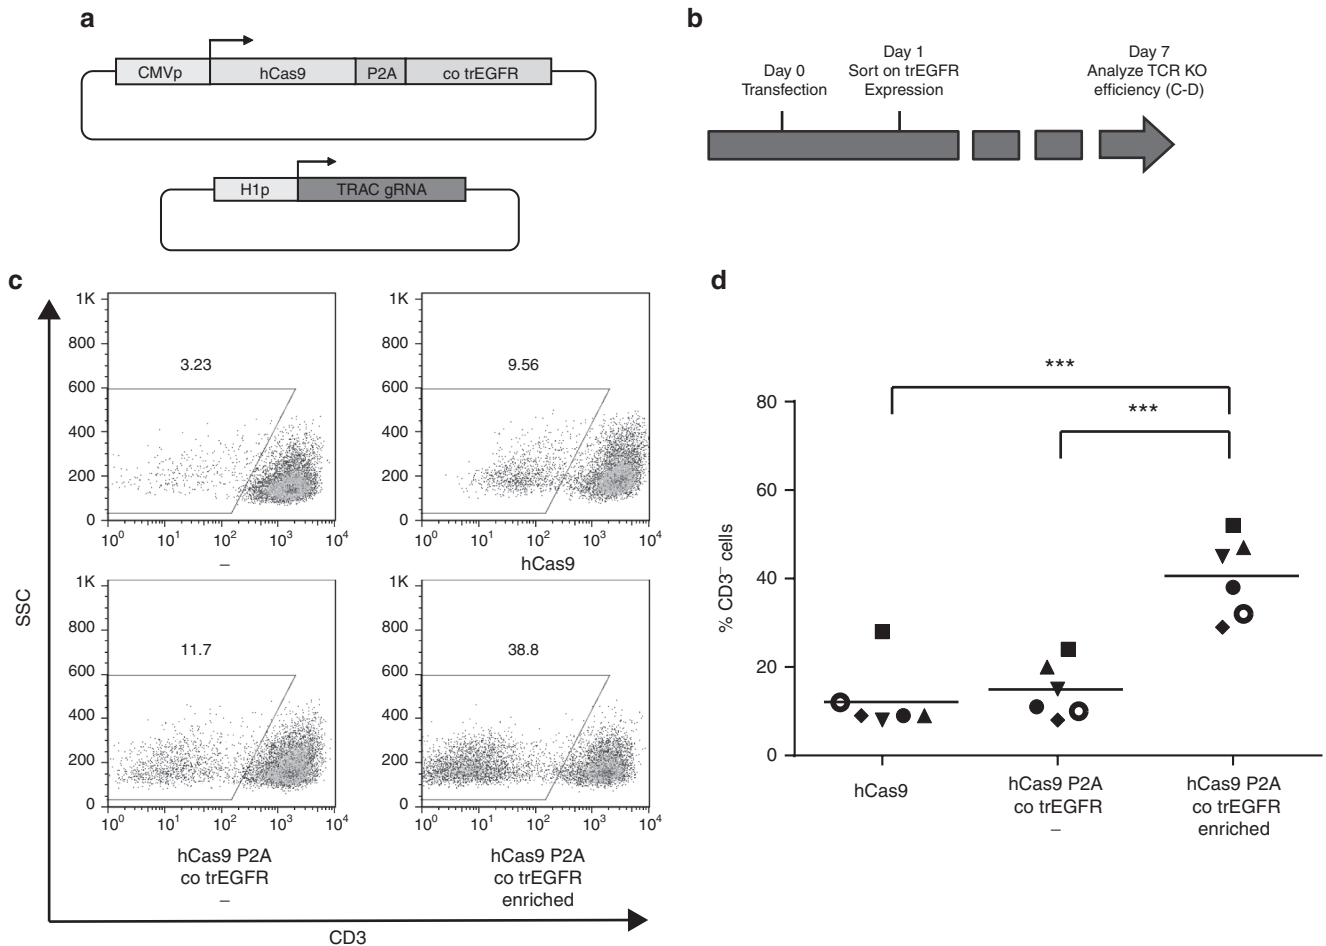 a
CMVp hCas9 P2A co trEGFR
H1p TRAC gRNA
b
Day 0
Transfection
Day 1
Sort on trEGFR
Expression
Day 7
Analyze TCR KO
efficiency (C-D)
c
SSC
1K
800
600
400
200
0
3.23
10⁰ 10¹ 10² 10³ 10⁴
–
1K
800
600
400
200
0
9.56
10⁰ 10¹ 10² 10³ 10⁴
hCas9
1K
800
600
400
200
0
11.7
10⁰ 10¹ 10² 10³ 10⁴
hCas9 P2A
co trEGFR
–
1K
800
600
400
200
0
38.8
10⁰ 10¹ 10² 10³ 10⁴
hCas9 P2A
co trEGFR
enriched
CD3
d
% CD3⁻ cells
80
60
40
20
0
***
***
hCas9
hCas9 P2A
co trEGFR
–
hCas9 P2A
co trEGFR
enriched